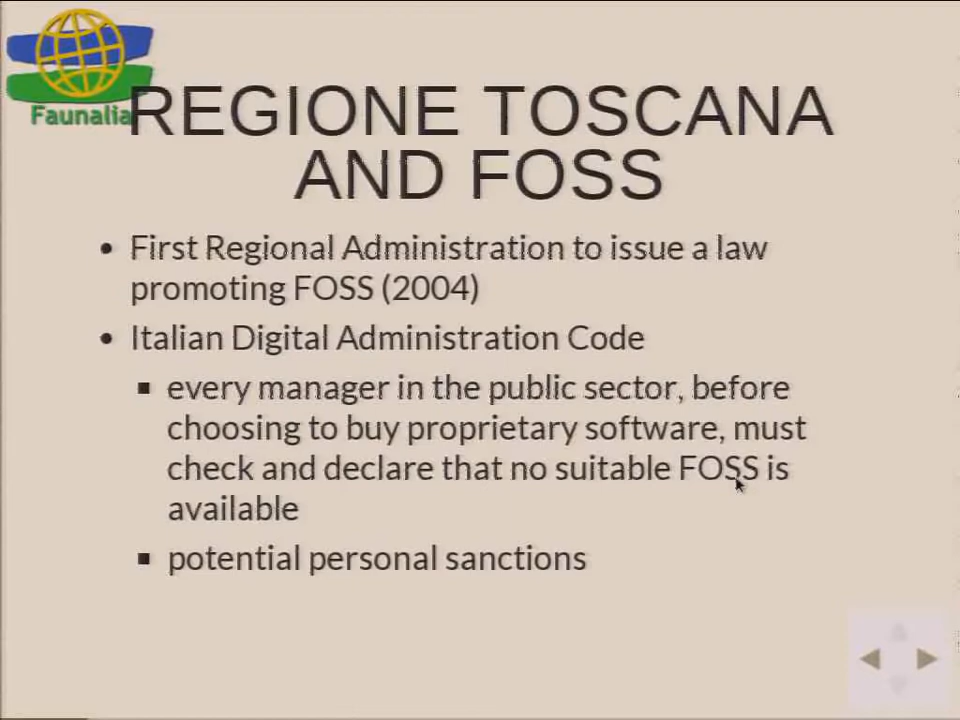 Faunalia
REGIONE TOSCANA
AND FOSS
• First Regional Administration to issue a law
promoting FOSS (2004)
• Italian Digital Administration Code
▪ every manager in the public sector, before
choosing to buy proprietary software, must
check and declare that no suitable FOSS is
available
▪ potential personal sanctions